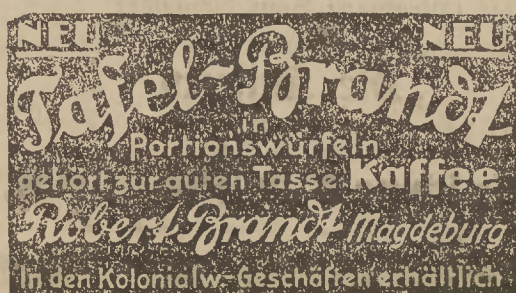 NEU NEU
Tafel-Brandt
in
Portionswürfeln
gehört zur guten Tasse Kaffee
Robert Brandt Magdeburg
In den Kolonialw.-Geschäften erhältlich